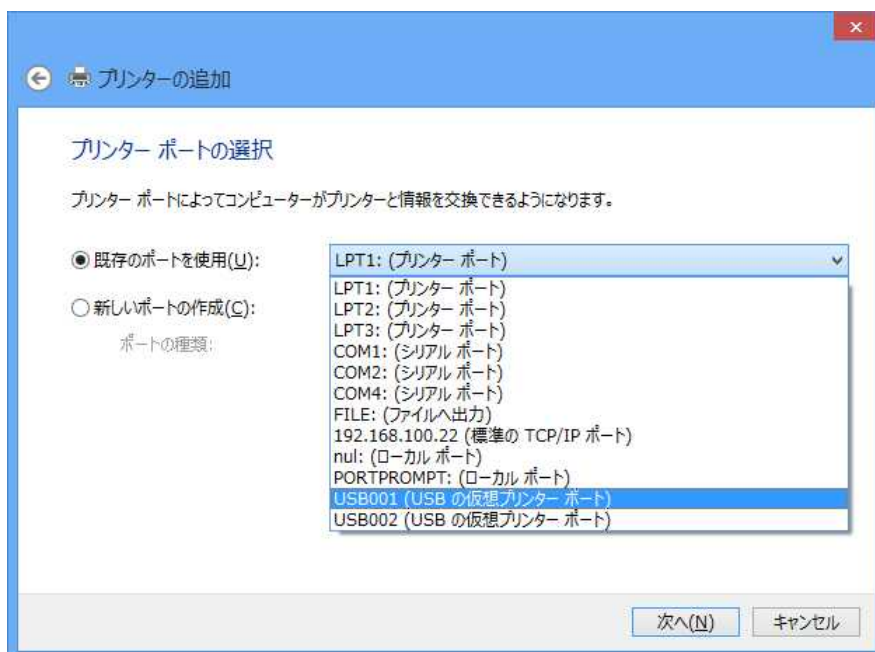 プリンターの追加
プリンター ポートの選択
プリンター ポートによってコンピューターがプリンターと情報を交換できるようになります。
既存のポートを使用(U):
LPT1: (プリンター ポート)
LPT1: (プリンター ポート)
LPT2: (プリンター ポート)
新しいポートの作成(C):
LPT3: (プリンター ポート)
ポートの種類:
COM1: (シリアル ポート)
COM2: (シリアル ポート)
COM4: (シリアル ポート)
FILE: (ファイルへ出力)
192.168.100.22 (標準の TCP/IP ポート)
nul: (ローカル ポート)
PORTPROMPT: (ローカル ポート)
USB001 (USB の仮想プリンター ポート)
USB002 (USB の仮想プリンター ポート)
次へ(N)
キャンセル